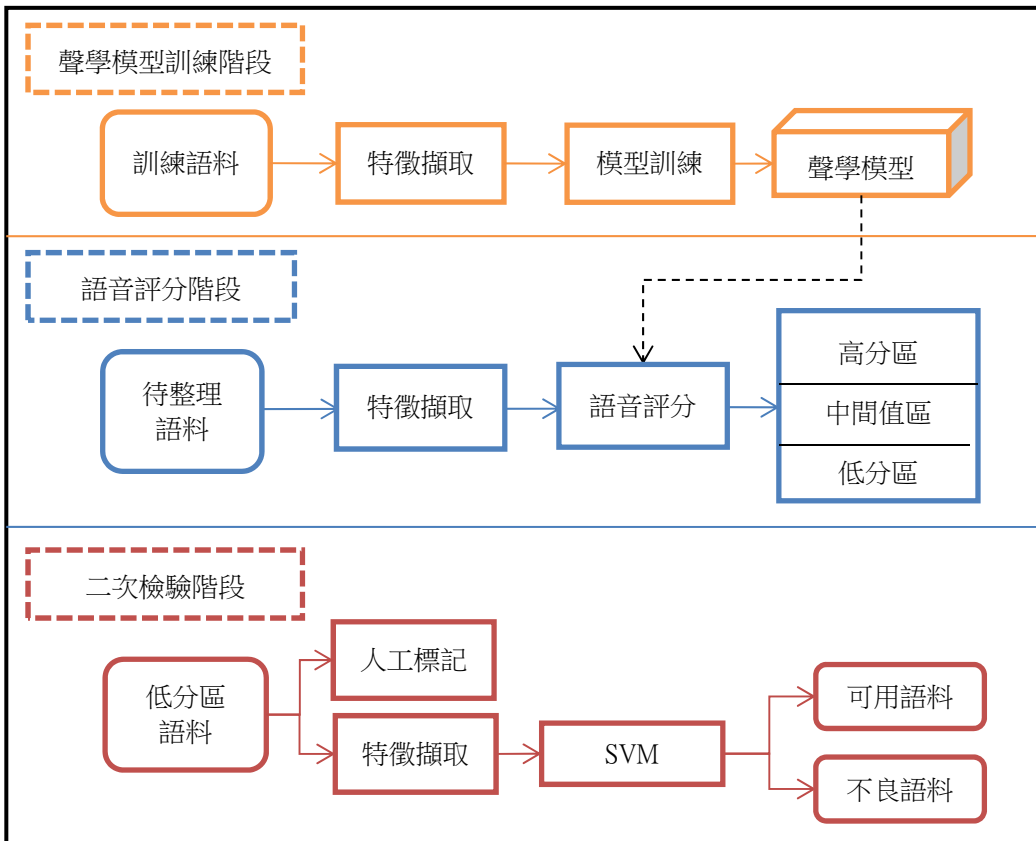 聲學模型訓練階段
訓練語料
特徵擷取
模型訓練
聲學模型
語音評分階段
待整理
語料
特徵擷取
語音評分
高分區
中間值區
低分區
二次檢驗階段
低分區
語料
人工標記
特徵擷取
SVM
可用語料
不良語料